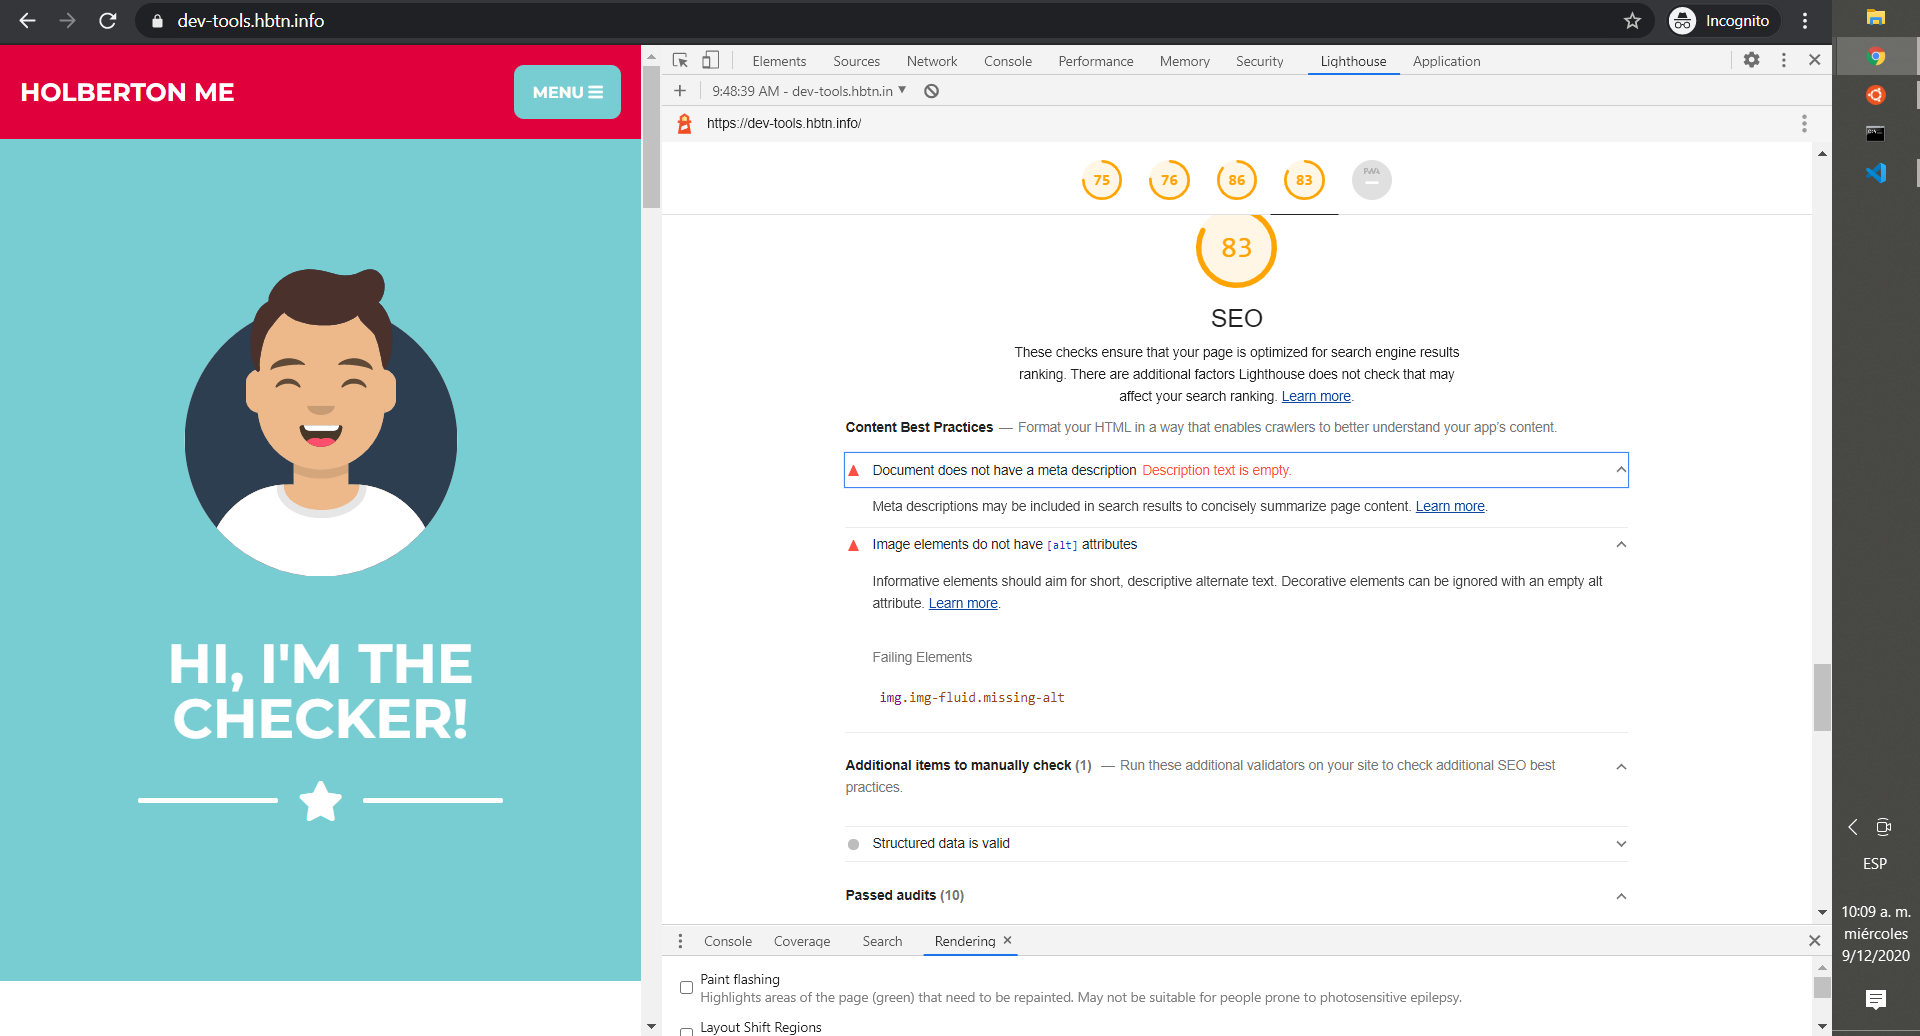 dev-tools.hbtn.info
Incognito
HOLBERTON ME
MENU
HI, I'M THE
CHECKER!
Elements Sources Network Console Performance Memory Security Lighthouse Application
9:48:39 AM - dev-tools.hbtn.in
https://dev-tools.hbtn.info/
75 76 86 83 PWA
83
SEO
These checks ensure that your page is optimized for search engine results
ranking. There are additional factors Lighthouse does not check that may
affect your search ranking. Learn more.
Content Best Practices — Format your HTML in a way that enables crawlers to better understand your app's content.
Document does not have a meta description Description text is empty.
Meta descriptions may be included in search results to concisely summarize page content. Learn more.
Image elements do not have [alt] attributes
Informative elements should aim for short, descriptive alternate text. Decorative elements can be ignored with an empty alt
attribute. Learn more.
Failing Elements
img.img-fluid.missing-alt
Additional items to manually check (1) — Run these additional validators on your site to check additional SEO best
practices.
Structured data is valid
Passed audits (10)
Console Coverage Search Rendering
Paint flashing
Highlights areas of the page (green) that need to be repainted. May not be suitable for people prone to photosensitive epilepsy.
Layout Shift Regions
ESP
10:09 a. m.
miércoles
9/12/2020